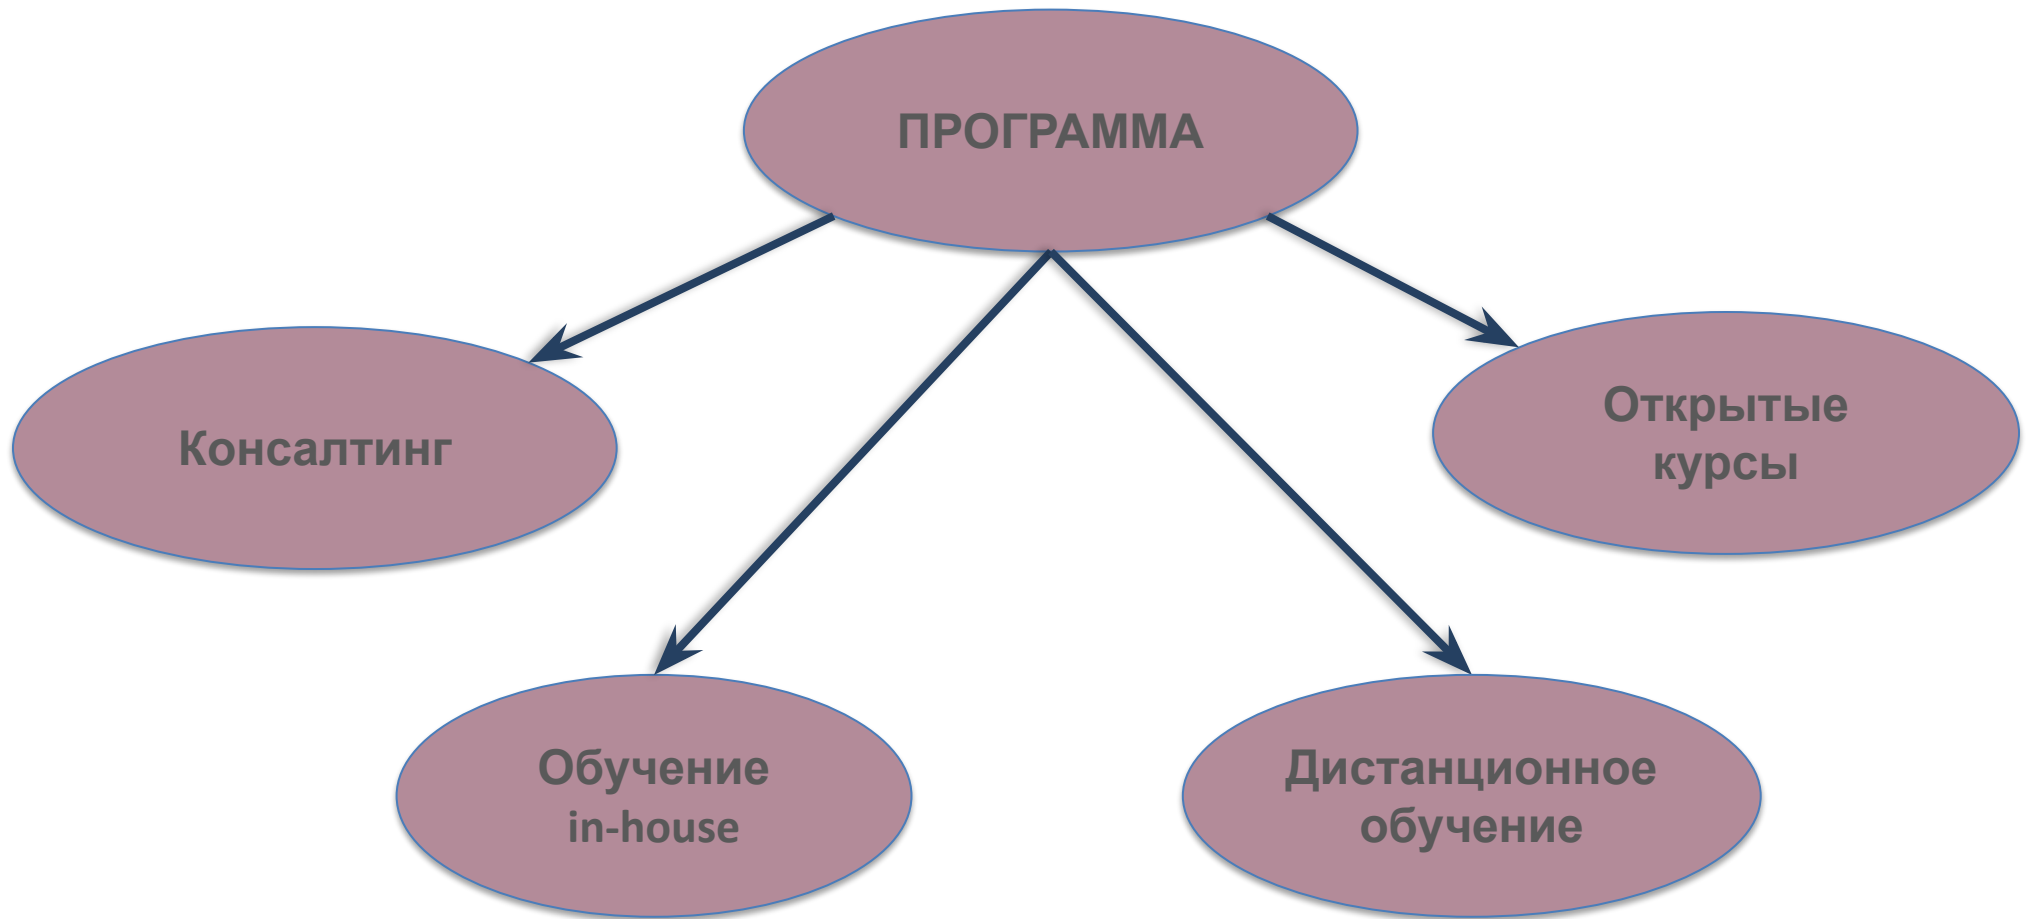 ПРОГРАММА
Консалтинг
Открытые
курсы
Обучение
in-house
Дистанционное
обучение